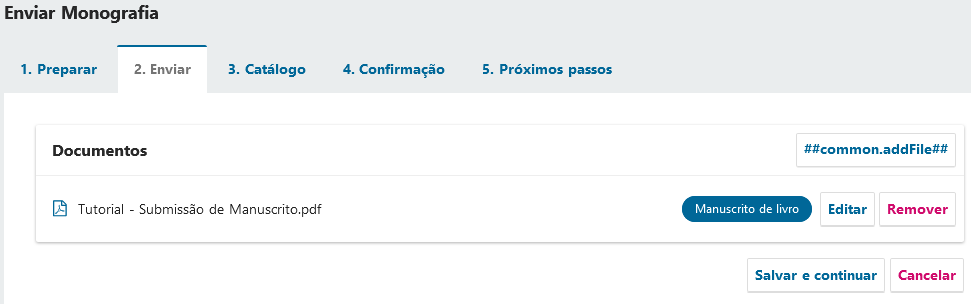 Enviar Monografia
1. Preparar 2. Enviar 3. Catálogo 4. Confirmação 5. Próximos passos
Documentos ##common.addFile##
Tutorial - Submissão de Manuscrito.pdf Manuscrito de livro Editar Remover
Salvar e continuar Cancelar